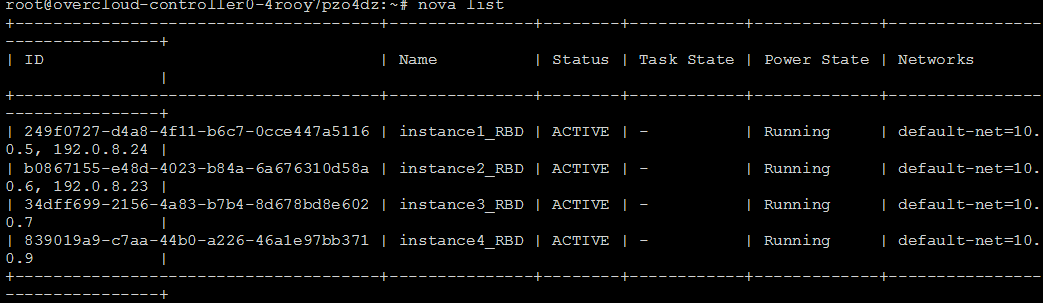 root@overcloud-controller0-4rooy7pzo4dz:~# nova list
+--------------------------------------+---------------+--------+------------+-------------+----------------
----------------+
| ID                                   | Name          | Status | Task State | Power State | Networks
                |
+--------------------------------------+---------------+--------+------------+-------------+----------------
----------------+
| 249f0727-d4a8-4f11-b6c7-0cce447a5116 | instance1_RBD | ACTIVE | -          | Running     | default-net=10.
0.5, 192.0.8.24 |
| b0867155-e48d-4023-b84a-6a676310d58a | instance2_RBD | ACTIVE | -          | Running     | default-net=10.
0.6, 192.0.8.23 |
| 34dff699-2156-4a83-b7b4-8d678bd8e602 | instance3_RBD | ACTIVE | -          | Running     | default-net=10.
0.7             |
| 839019a9-c7aa-44b0-a226-46a1e97bb371 | instance4_RBD | ACTIVE | -          | Running     | default-net=10.
0.9             |
+--------------------------------------+---------------+--------+------------+-------------+----------------
----------------+